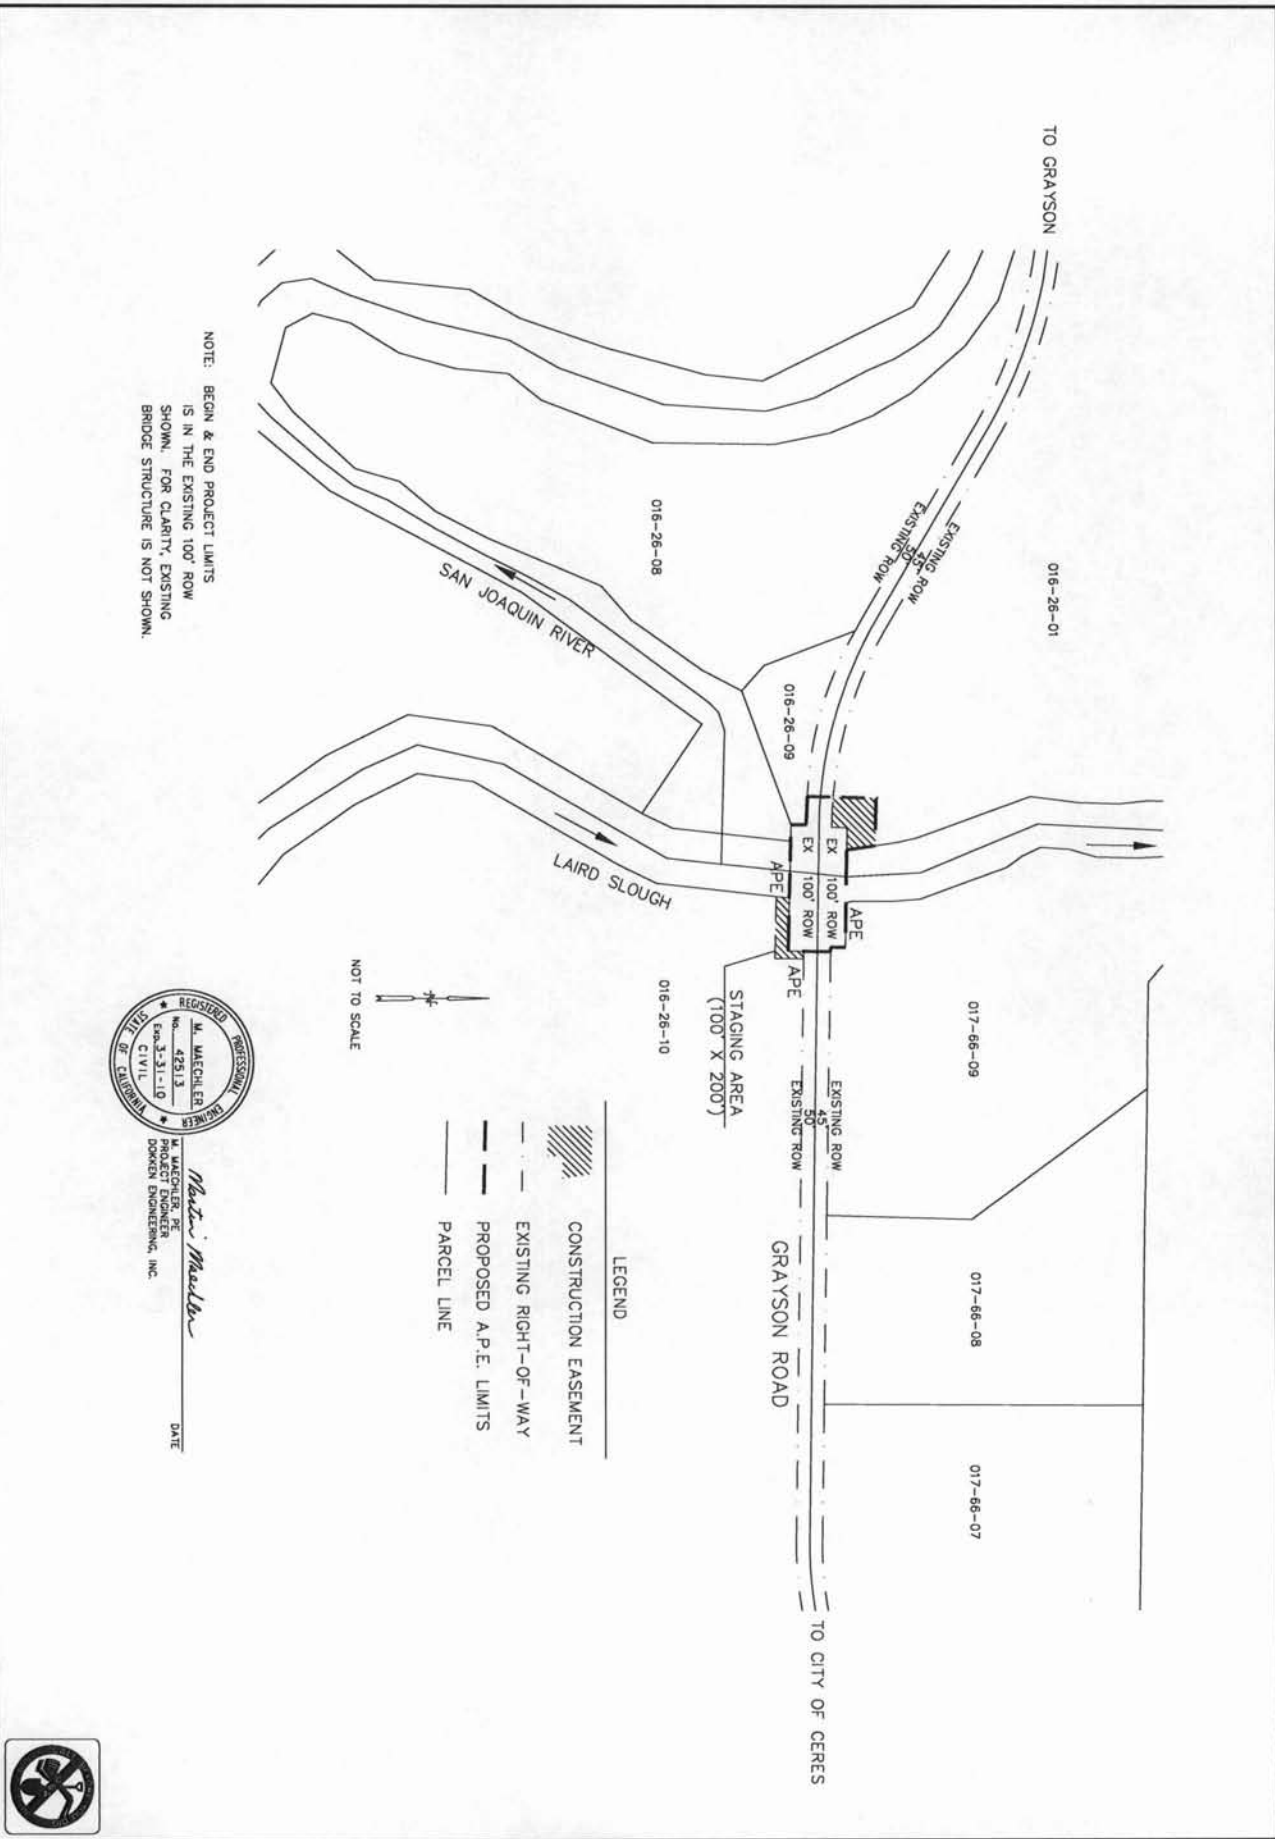 TO GRAYSON
016-26-01
EXISTING ROW
45'
50'
EXISTING ROW
016-26-08
SAN JOAQUIN RIVER
016-26-09
EX 100' ROW
EX 100' ROW
APE
APE
APE
LAIRD SLOUGH
STAGING AREA
(100' X 200')
016-26-10
017-66-09
EXISTING ROW
45'
50'
EXISTING ROW
GRAYSON ROAD
017-66-08
017-66-07
TO CITY OF CERES
NOTE: BEGIN & END PROJECT LIMITS
IS IN THE EXISTING 100' ROW
SHOWN. FOR CLARITY, EXISTING
BRIDGE STRUCTURE IS NOT SHOWN.
NOT TO SCALE
LEGEND
CONSTRUCTION EASEMENT
EXISTING RIGHT-OF-WAY
PROPOSED A.P.E. LIMITS
PARCEL LINE
REGISTERED PROFESSIONAL ENGINEER
M. MAECHLER
No. 42513
Exp. 3-31-10
CIVIL
STATE OF CALIFORNIA
Martin Maechler
M. MAECHLER, PE
PROJECT ENGINEER
DOKKEN ENGINEERING, INC.
DATE